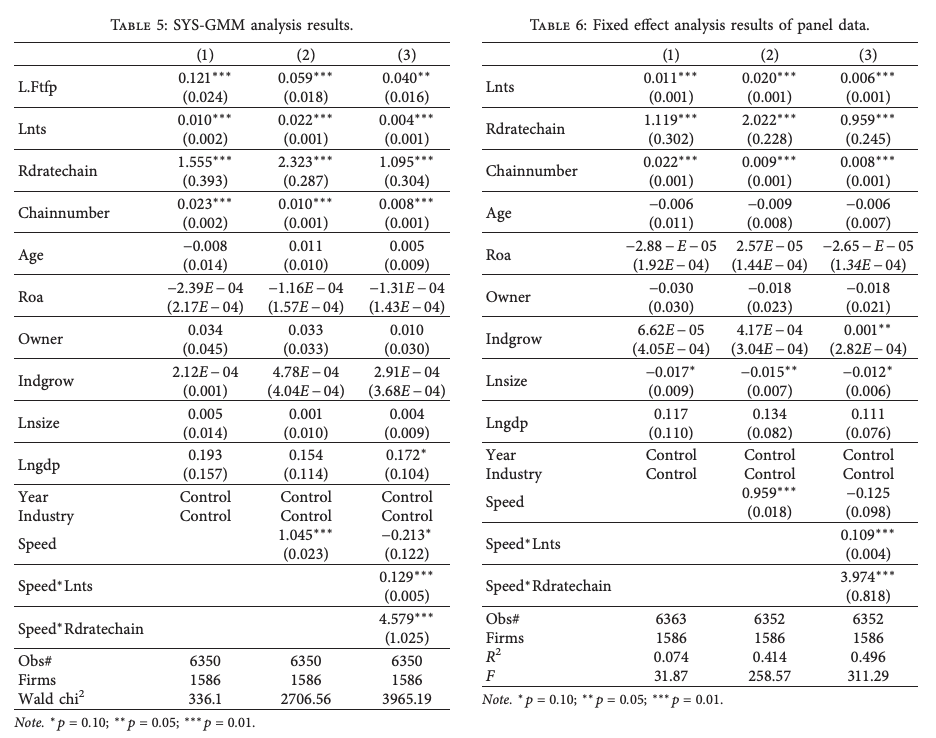 TABLE 5: SYS-GMM analysis results.
(1) (2) (3)
L.Ftfp 0.121*** 0.059*** 0.040**
(0.024) (0.018) (0.016)
Lnts 0.010*** 0.022*** 0.004***
(0.002) (0.001) (0.001)
Rdratechain 1.555*** 2.323*** 1.095***
(0.393) (0.287) (0.304)
Chainnumber 0.023*** 0.010*** 0.008***
(0.002) (0.001) (0.001)
Age −0.008 0.011 0.005
(0.014) (0.010) (0.009)
Roa −2.39E − 04 −1.16E − 04 −1.31E − 04
(2.17E − 04) (1.57E − 04) (1.43E − 04)
Owner 0.034 0.033 0.010
(0.045) (0.033) (0.030)
Indgrow 2.12E − 04 4.78E − 04 2.91E − 04
(0.001) (4.04E − 04) (3.68E − 04)
Lnsize 0.005 0.001 0.004
(0.014) (0.010) (0.009)
Lngdp 0.193 0.154 0.172*
(0.157) (0.114) (0.104)
Year Control Control Control
Industry Control Control Control
Speed 1.045*** −0.213*
(0.023) (0.122)
Speed*Lnts 0.129***
(0.005)
Speed*Rdratechain 4.579***
(1.025)
Obs# 6350 6350 6350
Firms 1586 1586 1586
Wald chi² 336.1 2706.56 3965.19
Note. *p = 0.10; **p = 0.05; ***p = 0.01.
TABLE 6: Fixed effect analysis results of panel data.
(1) (2) (3)
Lnts 0.011*** 0.020*** 0.006***
(0.001) (0.001) (0.001)
Rdratechain 1.119*** 2.022*** 0.959***
(0.302) (0.228) (0.245)
Chainnumber 0.022*** 0.009*** 0.008***
(0.001) (0.001) (0.001)
Age −0.006 −0.009 −0.006
(0.011) (0.008) (0.007)
Roa −2.88 − E − 05 2.57E − 05 −2.65 − E − 05
(1.92E − 04) (1.44E − 04) (1.34E − 04)
Owner −0.030 −0.018 −0.018
(0.030) (0.023) (0.021)
Indgrow 6.62E − 05 4.17E − 04 0.001**
(4.05E − 04) (3.04E − 04) (2.82E − 04)
Lnsize −0.017* −0.015** −0.012*
(0.009) (0.007) (0.006)
Lngdp 0.117 0.134 0.111
(0.110) (0.082) (0.076)
Year Control Control Control
Industry Control Control Control
Speed 0.959*** −0.125
(0.018) (0.098)
Speed*Lnts 0.109***
(0.004)
Speed*Rdratechain 3.974***
(0.818)
Obs# 6363 6352 6352
Firms 1586 1586 1586
R² 0.074 0.414 0.496
F 31.87 258.57 311.29
Note. *p = 0.10; **p = 0.05; ***p = 0.01.